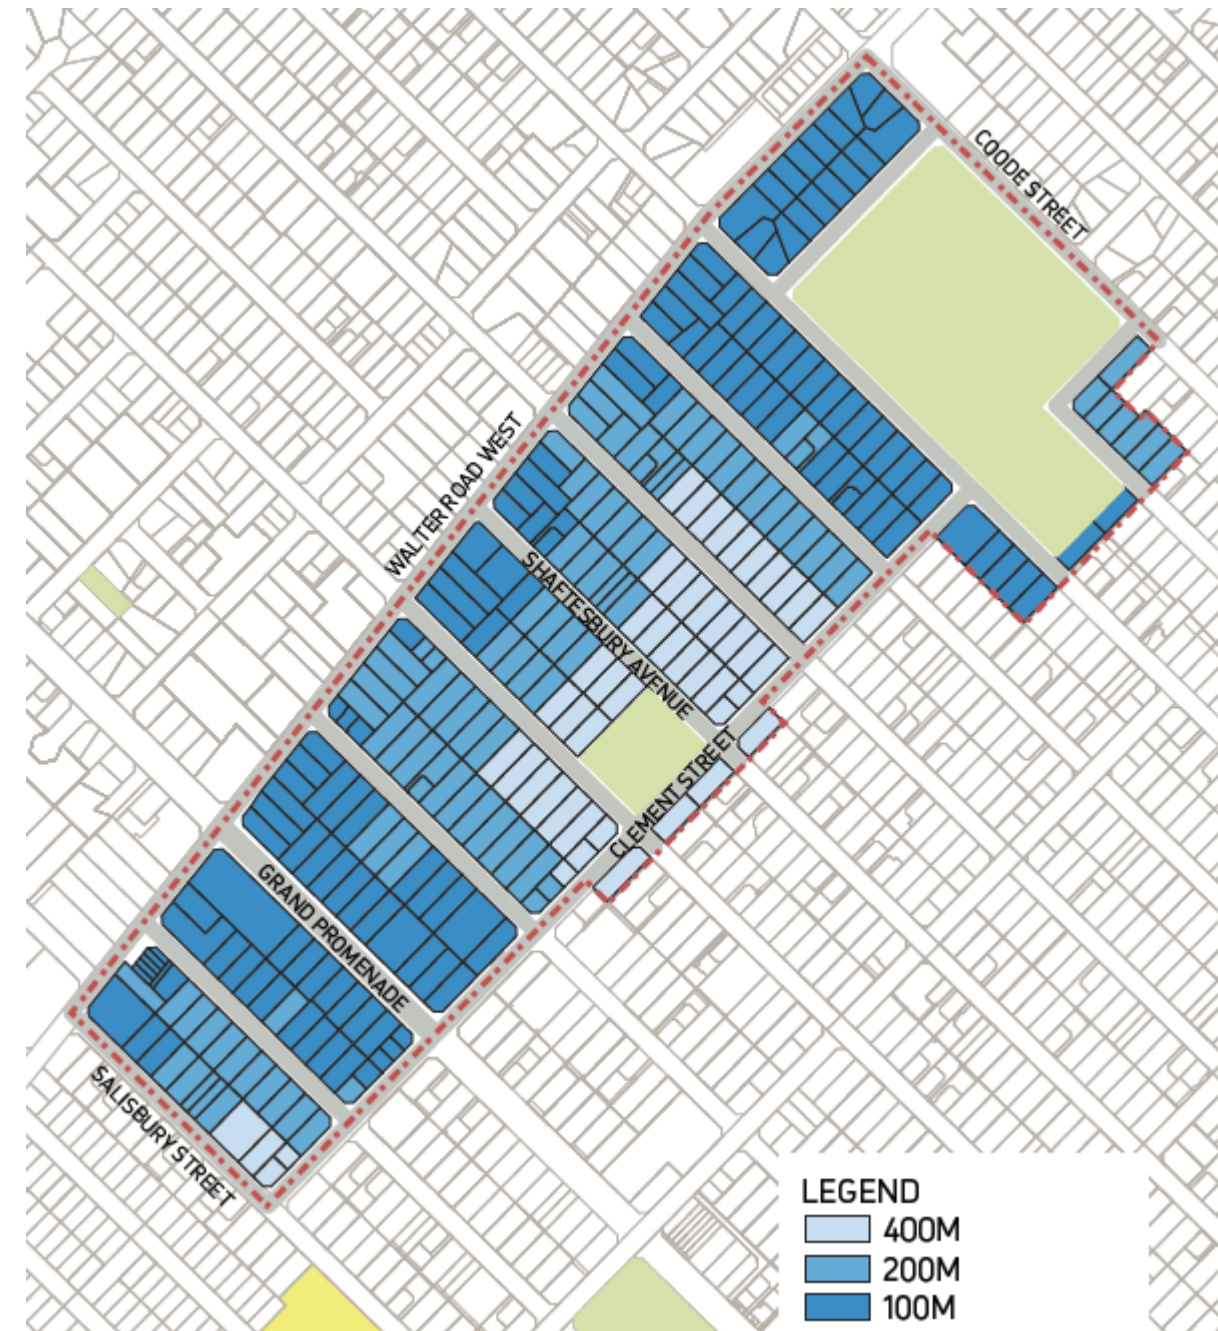 COODE STREET
WALTER ROAD WEST
SHAFTESBURY AVENUE
CLEMENT STREET
GRAND PROMENADE
SALISBURY STREET
LEGEND
400M
200M
100M